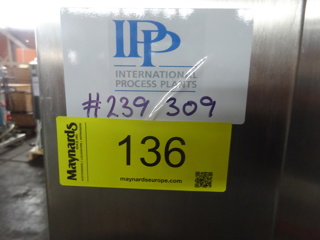 IPP
INTERNATIONAL
PROCESS PLANTS
#239 309
Maynards
136
maynardseurope.com